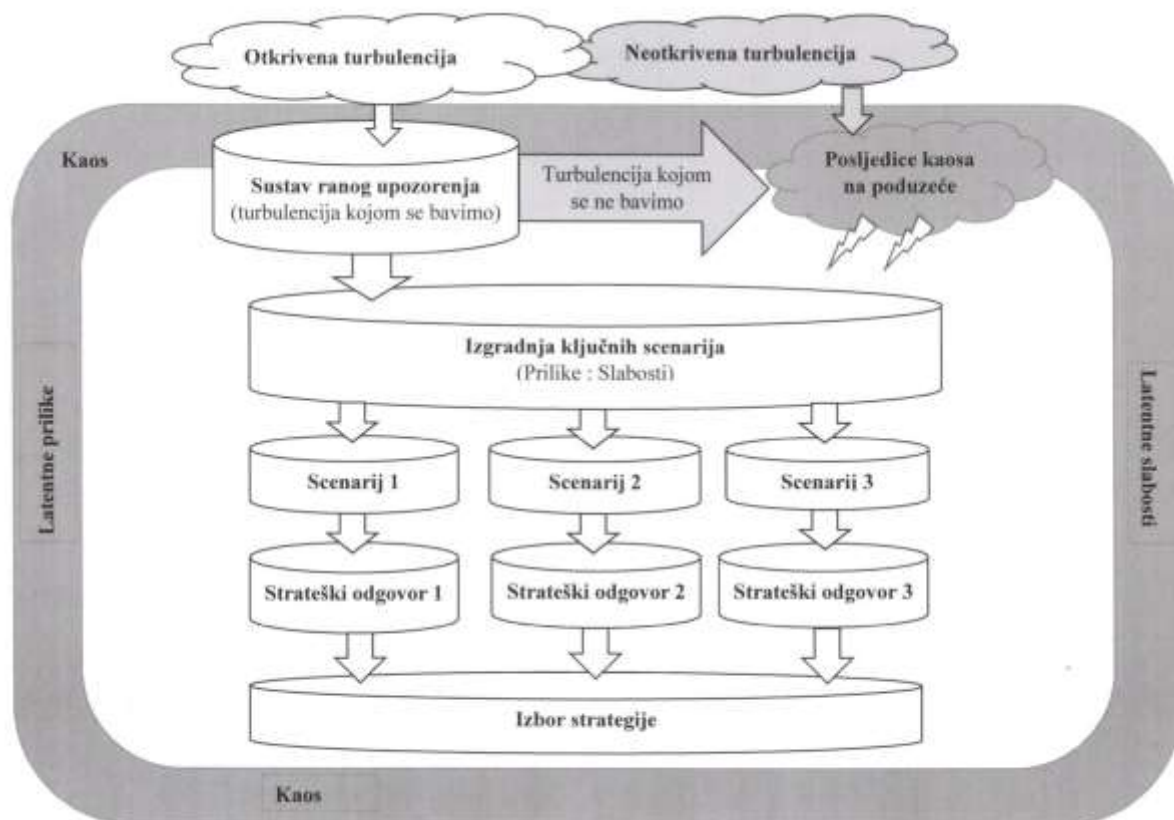 Otkrivena turbulencija
Neotkrivena turbulencija
Kaos
Sustav ranog upozorenja
(turbulencija kojom se bavimo)
Turbulencija kojom
se ne bavimo
Posljedice kaosa
na poduzeće
Izgradnja ključnih scenarija
(Prilike : Slabosti)
Latentne prilike
Latentne slabosti
Scenarij 1
Scenarij 2
Scenarij 3
Strateški odgovor 1
Strateški odgovor 2
Strateški odgovor 3
Izbor strategije
Kaos